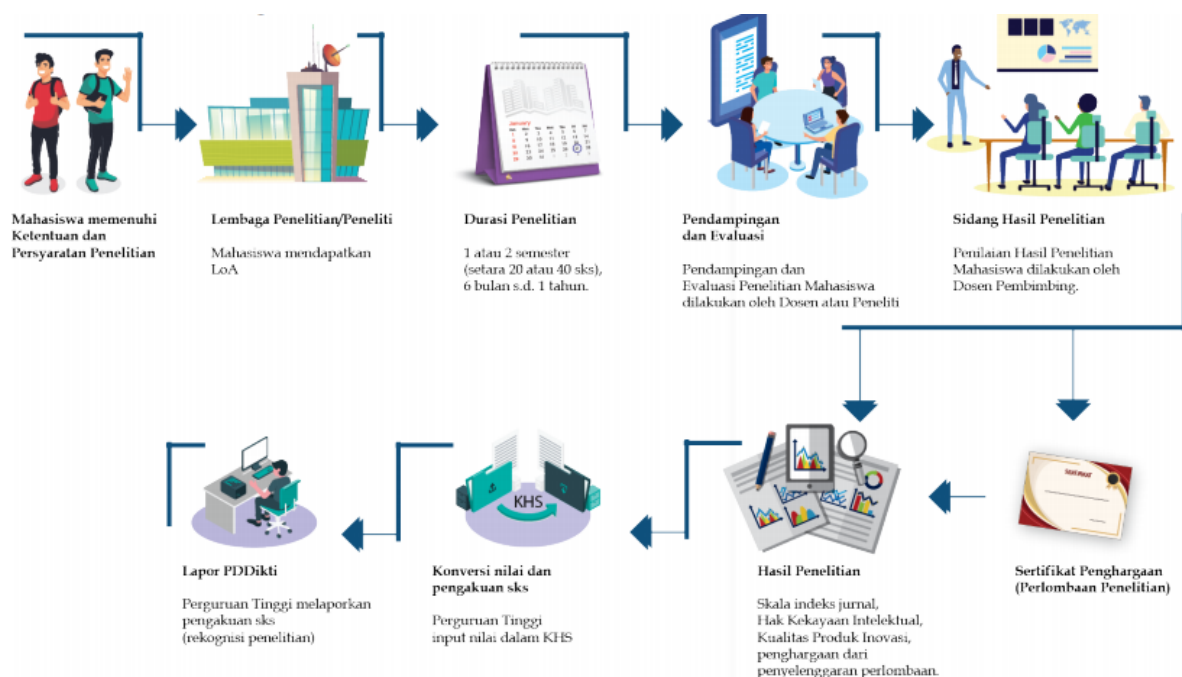 Mahasiswa memenuhi
Ketentuan dan
Persyaratan Penelitian
Lembaga Penelitian/Peneliti
Mahasiswa mendapatkan
LoA
January
Durasi Penelitian
1 atau 2 semester
(setara 20 atau 40 sks),
6 bulan s.d. 1 tahun.
Pendampingan
dan Evaluasi
Pendampingan dan
Evaluasi Penelitian Mahasiswa
dilakukan oleh Dosen atau Peneliti
Sidang Hasil Penelitian
Penilaian Hasil Penelitian
Mahasiswa dilakukan oleh
Dosen Pembimbing.
KHS
Lapor PDDikti
Perguruan Tinggi melaporkan
pengakuan sks
(rekognisi penelitian)
Konversi nilai dan
pengakuan sks
Perguruan Tinggi
input nilai dalam KHS
Hasil Penelitian
Skala indeks jurnal,
Hak Kekayaan Intelektual,
Kualitas Produk Inovasi,
penghargaan dari
penyelenggaran perlombaan.
Sertifikat Penghargaan
(Perlombaan Penelitian)